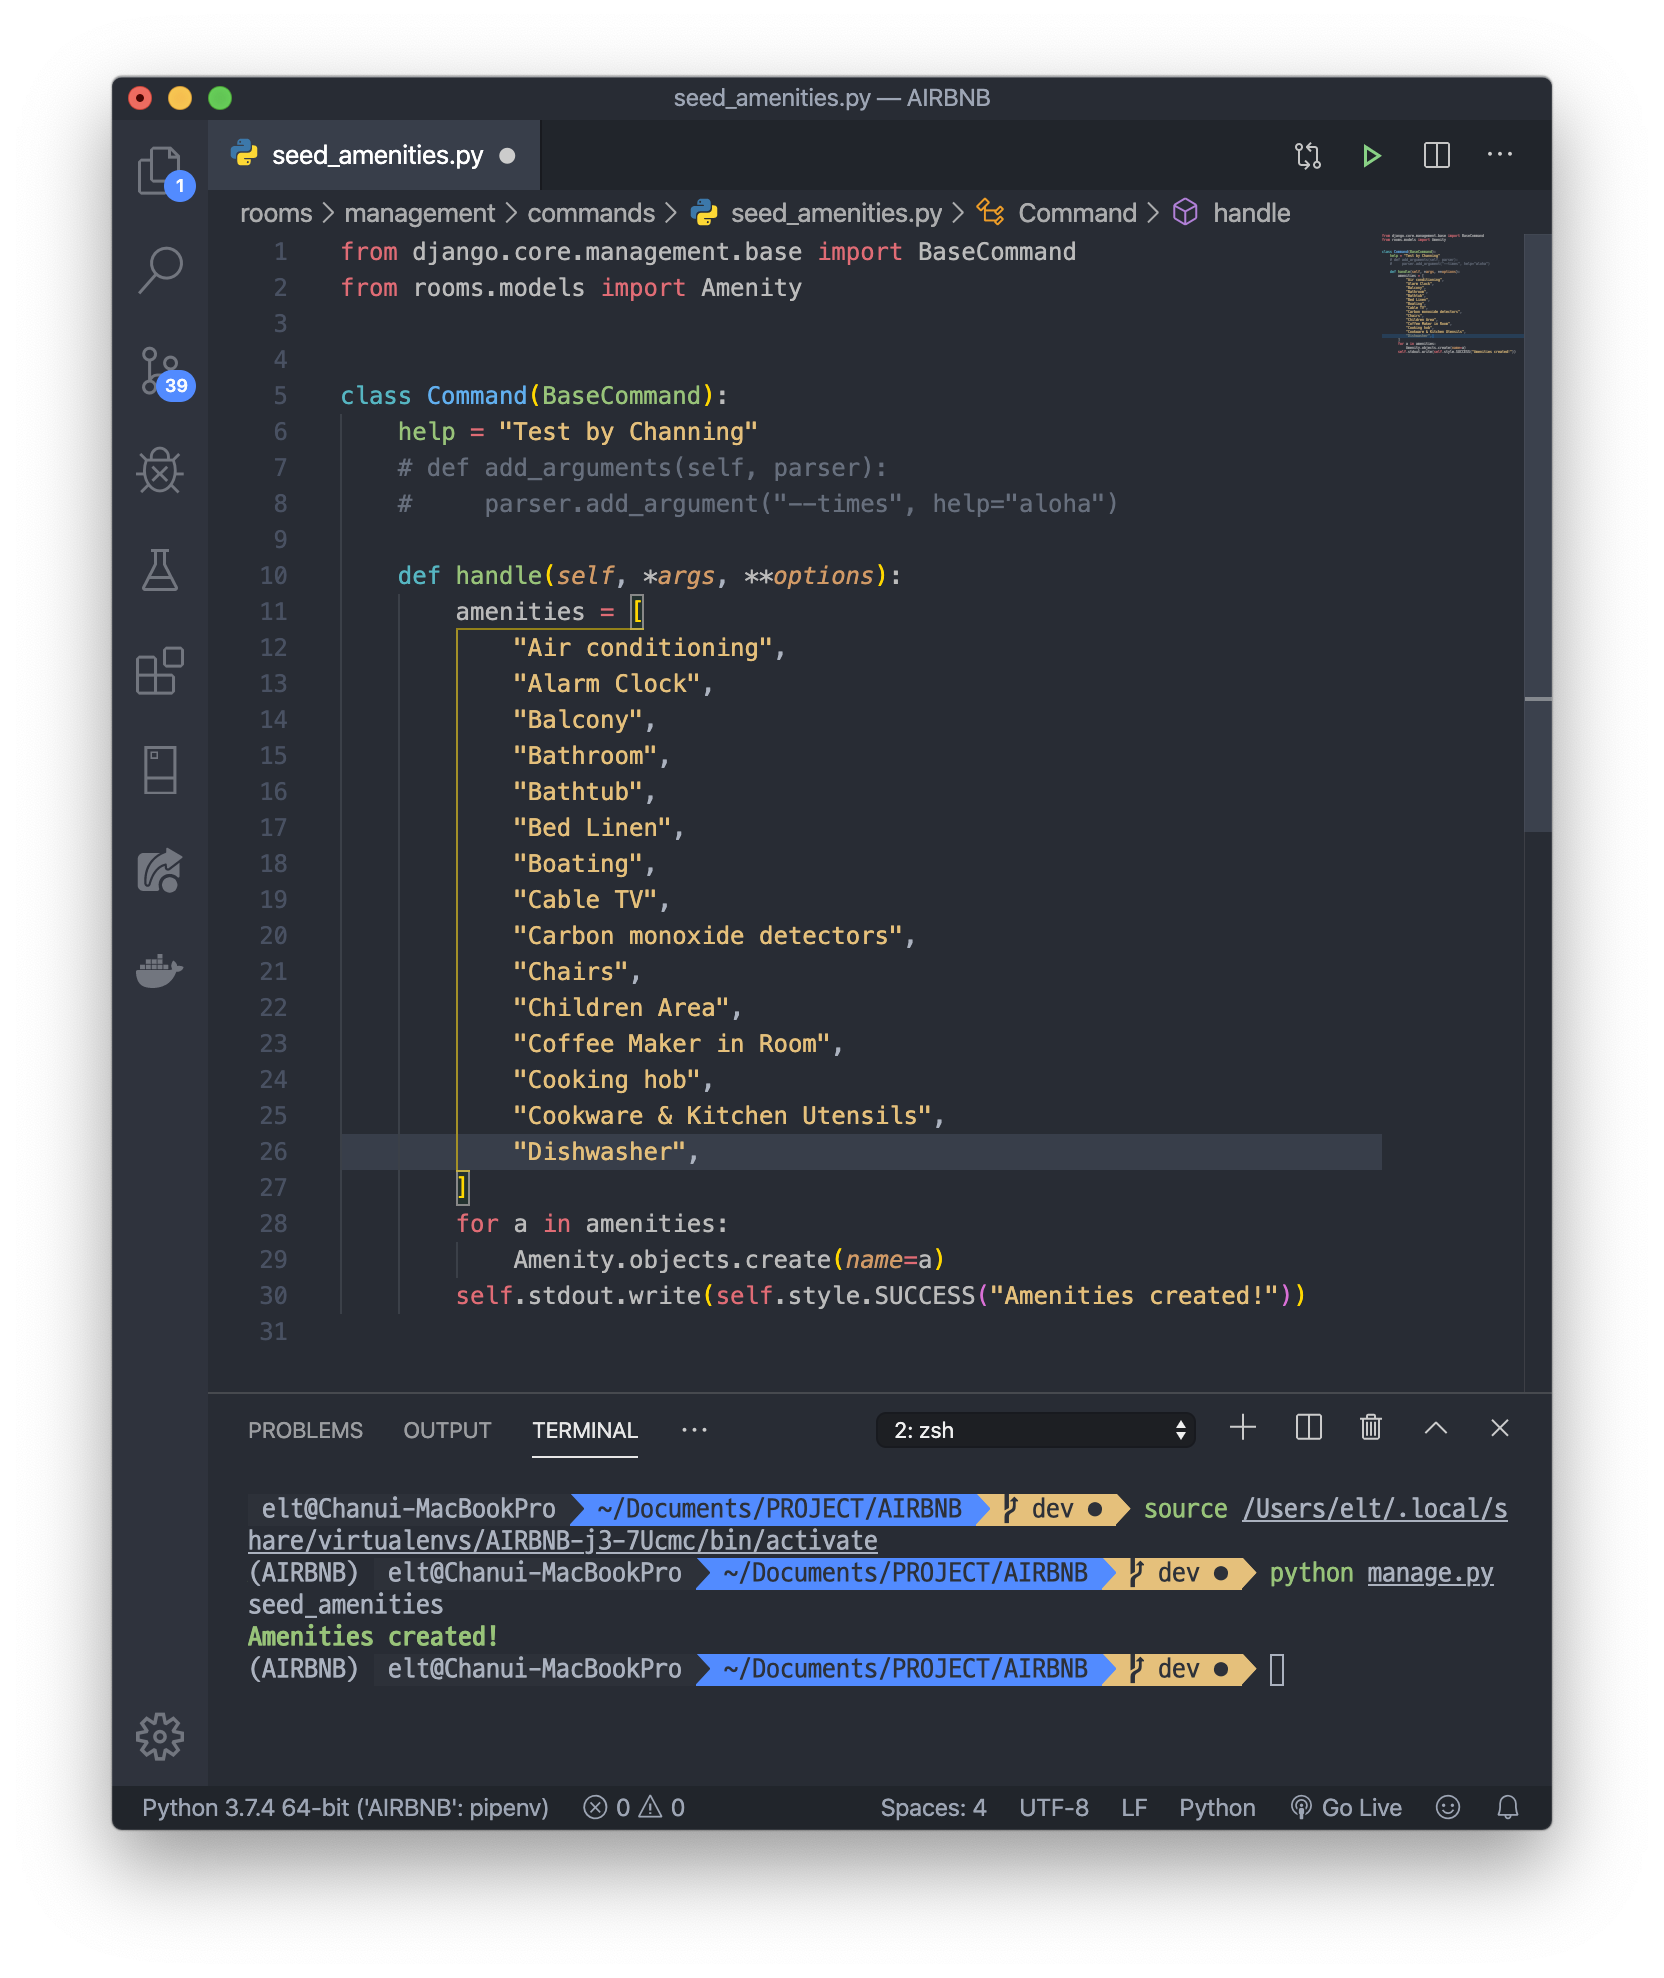 seed_amenities.py — AIRBNB
seed_amenities.py
1
39
rooms > management > commands > seed_amenities.py > Command > handle
1 from django.core.management.base import BaseCommand
2 from rooms.models import Amenity
3
4
5 class Command(BaseCommand):
6 help = "Test by Channing"
7 # def add_arguments(self, parser):
8 #     parser.add_argument("--times", help="aloha")
9
10 def handle(self, *args, **options):
11 amenities = [
12 "Air conditioning",
13 "Alarm Clock",
14 "Balcony",
15 "Bathroom",
16 "Bathtub",
17 "Bed Linen",
18 "Boating",
19 "Cable TV",
20 "Carbon monoxide detectors",
21 "Chairs",
22 "Children Area",
23 "Coffee Maker in Room",
24 "Cooking hob",
25 "Cookware & Kitchen Utensils",
26 "Dishwasher",
27 ]
28 for a in amenities:
29 Amenity.objects.create(name=a)
30 self.stdout.write(self.style.SUCCESS("Amenities created!"))
31
PROBLEMS OUTPUT TERMINAL ··· 2: zsh
elt@Chanui-MacBookPro ~/Documents/PROJECT/AIRBNB dev ● source /Users/elt/.local/s
hare/virtualenvs/AIRBNB-j3-7Ucmc/bin/activate
(AIRBNB) elt@Chanui-MacBookPro ~/Documents/PROJECT/AIRBNB dev ● python manage.py
seed_amenities
Amenities created!
(AIRBNB) elt@Chanui-MacBookPro ~/Documents/PROJECT/AIRBNB dev ●
Python 3.7.4 64-bit ('AIRBNB': pipenv) 0 0 Spaces: 4 UTF-8 LF Python Go Live